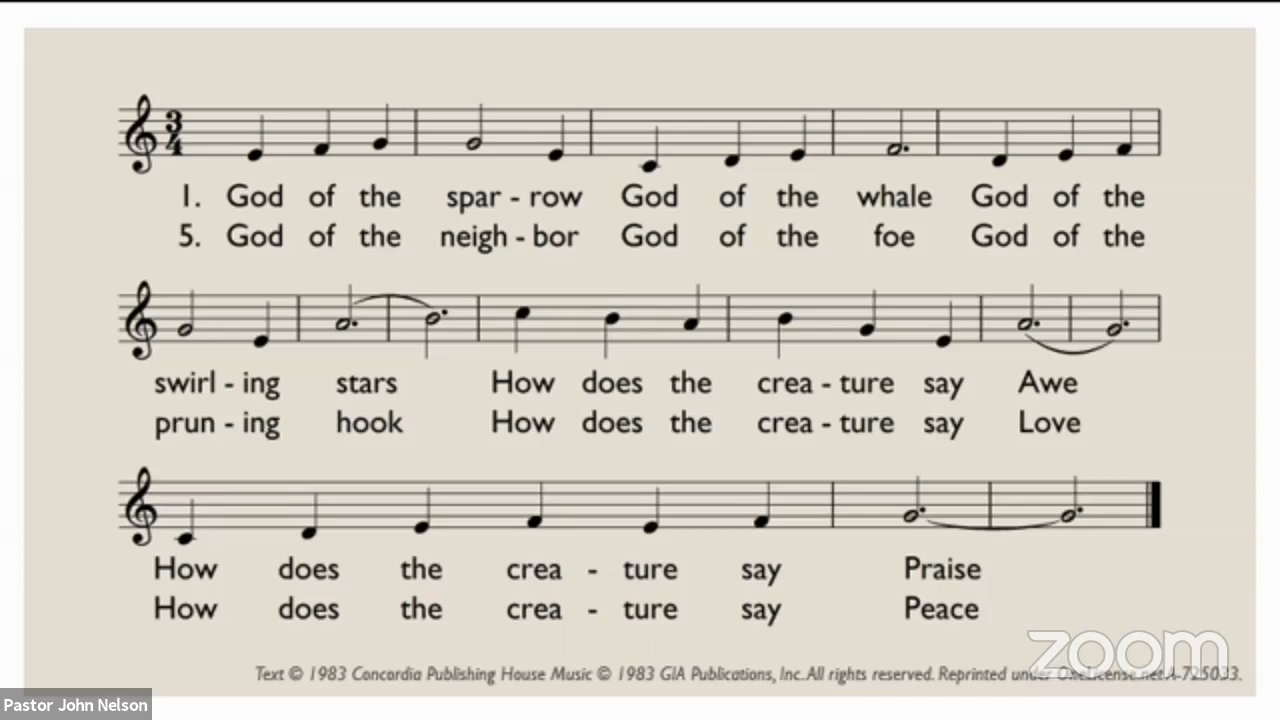 3
4
1. God of the spar - row God of the whale God of the
5. God of the neigh - bor God of the foe God of the
swirl - ing stars How does the crea - ture say Awe
prun - ing hook How does the crea - ture say Love
How does the crea - ture say Praise
How does the crea - ture say Peace
zoom
Text © 1983 Concordia Publishing House Music © 1983 GIA Publications, Inc. All rights reserved. Reprinted under OneLicense.net A-725033.
Pastor John Nelson